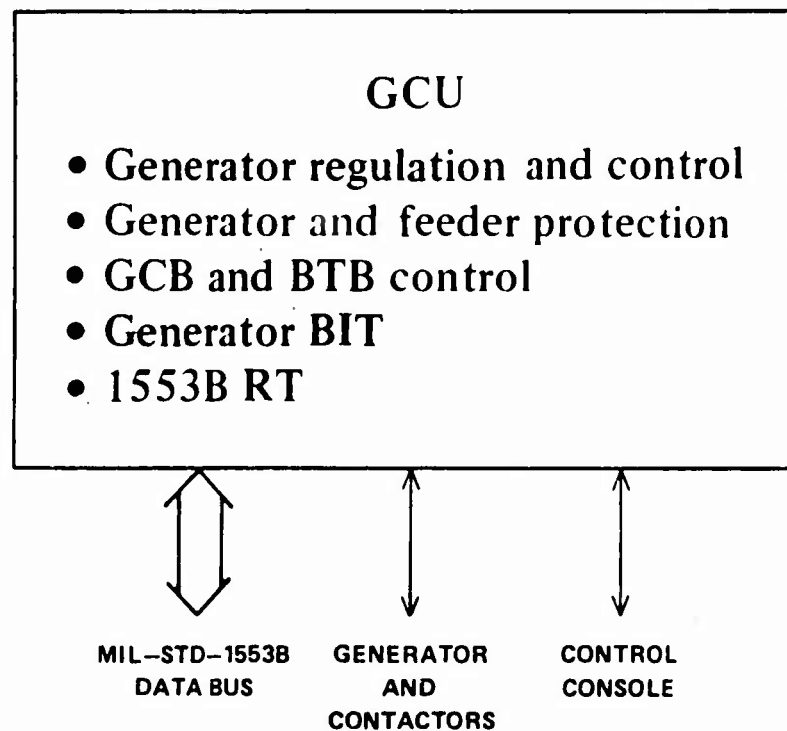 GCU
• Generator regulation and control
• Generator and feeder protection
• GCB and BTB control
• Generator BIT
• 1553B RT
MIL–STD–1553B
DATA BUS
GENERATOR
AND
CONTACTORS
CONTROL
CONSOLE